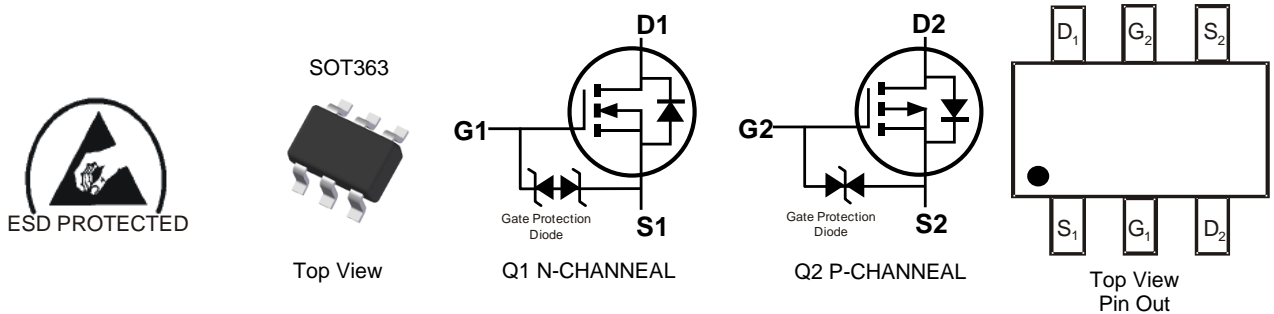 ESD PROTECTED
SOT363
Top View
D1
G1
Gate Protection
Diode
S1
Q1 N-CHANNEAL
D2
G2
Gate Protection
Diode
S2
Q2 P-CHANNEAL
D₁ G₂ S₂
S₁ G₁ D₂
Top View
Pin Out